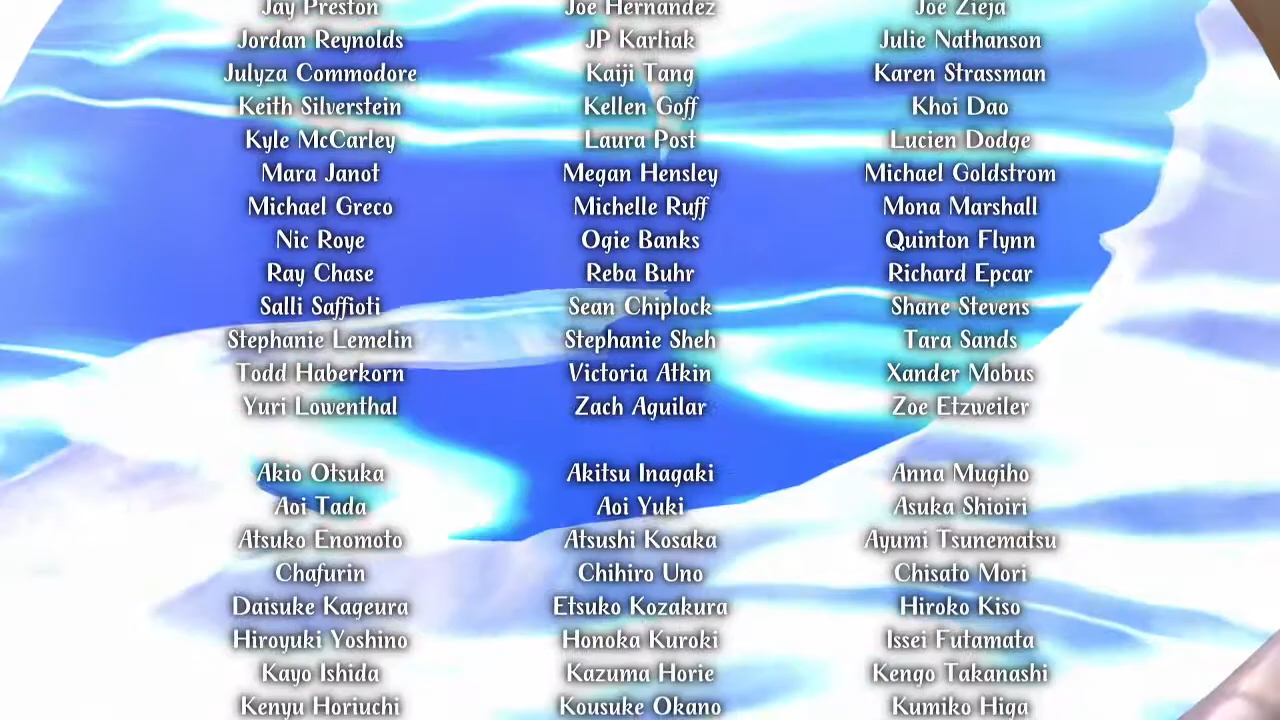 Jay Preston Joe Hernandez Joe Zieja
Jordan Reynolds JP Karliak Julie Nathanson
Julyza Commodore Kaiji Tang Karen Strassman
Keith Silverstein Kellen Goff Khoi Dao
Kyle McCarley Laura Post Lucien Dodge
Mara Janot Megan Hensley Michael Goldstrom
Michael Greco Michelle Ruff Mona Marshall
Nic Roye Ogie Banks Quinton Flynn
Ray Chase Reba Buhr Richard Epcar
Salli Saffioti Sean Chiplock Shane Stevens
Stephanie Lemelin Stephanie Sheh Tara Sands
Todd Haberkorn Victoria Atkin Xander Mobus
Yuri Lowenthal Zach Aguilar Zoe Etzweiler
Akio Otsuka Akitsu Inagaki Anna Mugiho
Aoi Tada Aoi Yuki Asuka Shioiri
Atsuko Enomoto Atsushi Kosaka Ayumi Tsunematsu
Chafurin Chihiro Uno Chisato Mori
Daisuke Kageura Etsuko Kozakura Hiroko Kiso
Hiroyuki Yoshino Honoka Kuroki Issei Futamata
Kayo Ishida Kazuma Horie Kengo Takanashi
Kenyu Horiuchi Kousuke Okano Kumiko Higa